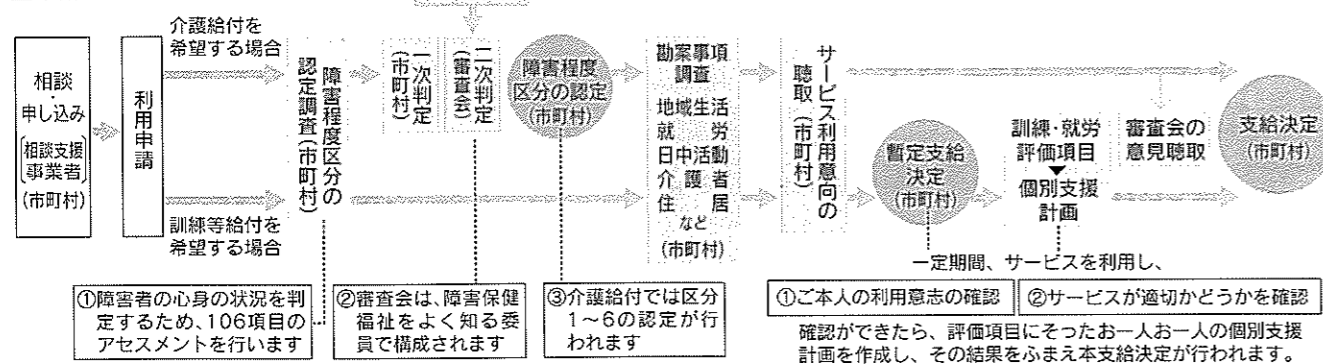 介護給付を
希望する場合
相談
・
申し込み
相談支援
事業者
(市町村)
利用申請
訓練等給付を
希望する場合
障害程度区分の
認定調査(市町村)
一次判定
(市町村)
二次判定
(審査会)
障害程度
区分の認定
(市町村)
勘案事項
調査
地域生活
就労
日中活動
介護者
住居
など
(市町村)
サービス利用意向の
聴取(市町村)
暫定支給
決定
(市町村)
訓練・就労
評価項目
▼
個別支援
計画
審査会の
意見聴取
支給決定
(市町村)
①障害者の心身の状況を判
定するため、106項目の
アセスメントを行います
②審査会は、障害保健
福祉をよく知る委
員で構成されます
③介護給付では区分
1～6の認定が行
われます
一定期間、サービスを利用し、
①ご本人の利用意志の確認
②サービスが適切かどうかを確認
確認ができたら、評価項目にそったお一人お一人の個別支援
計画を作成し、その結果をふまえ本支給決定が行われます。